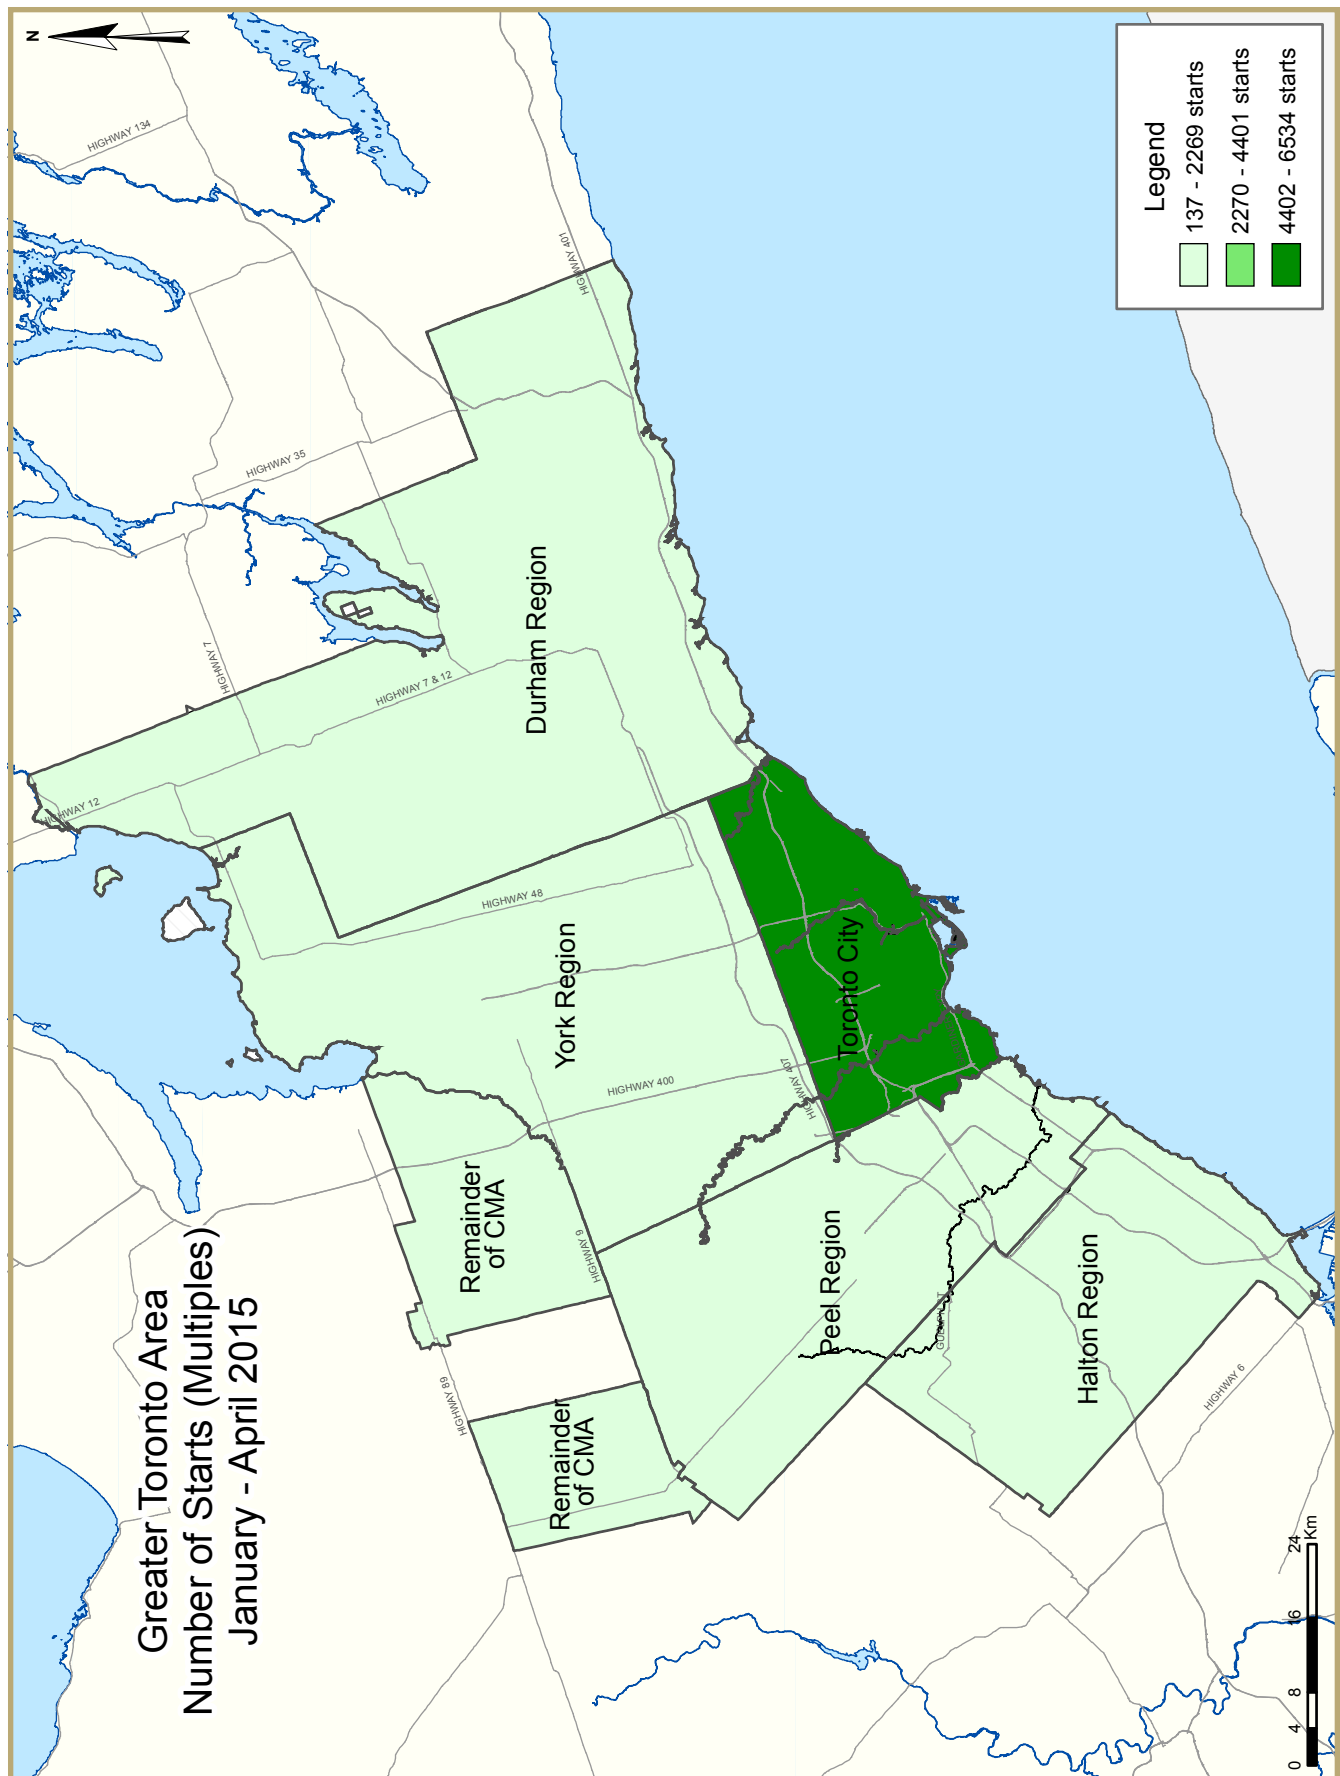 Greater Toronto Area
Number of Starts (Multiples)
January - April 2015
N
HIGHWAY 134
HIGHWAY 401
HIGHWAY 35
HIGHWAY 7
HIGHWAY 7 & 12
HIGHWAY 12
Durham Region
HIGHWAY 48
York Region
HIGHWAY 400
HIGHWAY 407
Toronto City
Remainder
of CMA
HIGHWAY 9
HIGHWAY 89
Remainder
of CMA
Peel Region
Halton Region
HIGHWAY 6
Legend
137 - 2269 starts
2270 - 4401 starts
4402 - 6534 starts
0 4 8 16 24
Km